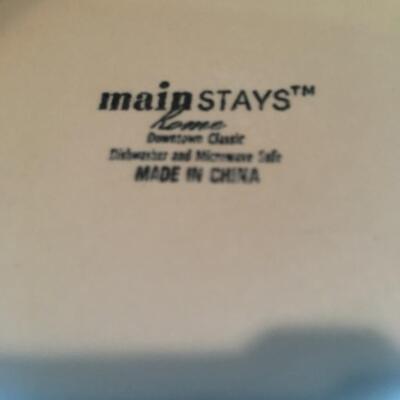 mainSTAYS™
home
Downtown Classic
Dishwasher and Microwave Safe
MADE IN CHINA